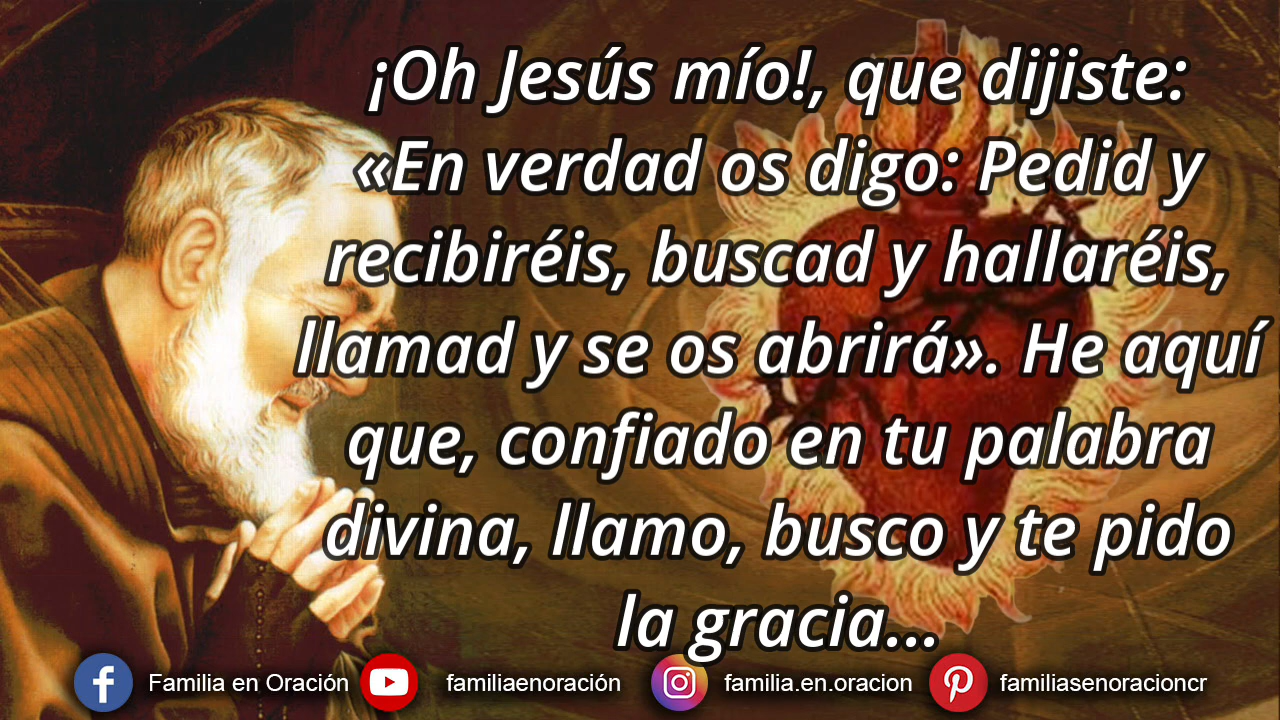 ¡Oh Jesús mío!, que dijiste:
«En verdad os digo: Pedid y
recibiréis, buscad y hallaréis,
llamad y se os abrirá». He aquí
que, confiado en tu palabra
divina, llamo, busco y te pido
la gracia...
Familia en Oración
familiaenoración
familia.en.oracion
familiasenoracioncr